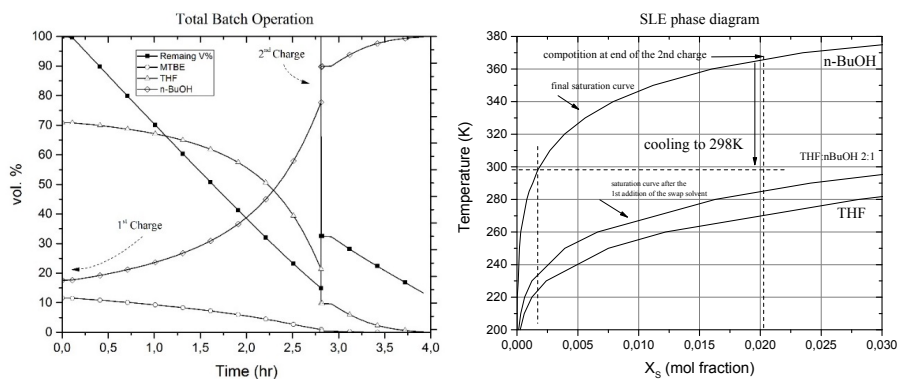 Total Batch Operation
100
90
80
70
60
50
40
30
20
10
0
vol. %
Remaing V%
MTBE
THF
n-BuOH
2nd Charge
1st Charge
0,0 0,5 1,0 1,5 2,0 2,5 3,0 3,5 4,0
Time (hr)
SLE phase diagram
380
360
340
320
300
280
260
240
220
200
Temperature (K)
compotition at end of the 2nd charge
n-BuOH
final saturation curve
cooling to 298K
THF:nBuOH 2:1
saturation curve after the
1st addition of the swap solvent
THF
0,000 0,005 0,010 0,015 0,020 0,025 0,030
XS (mol fraction)